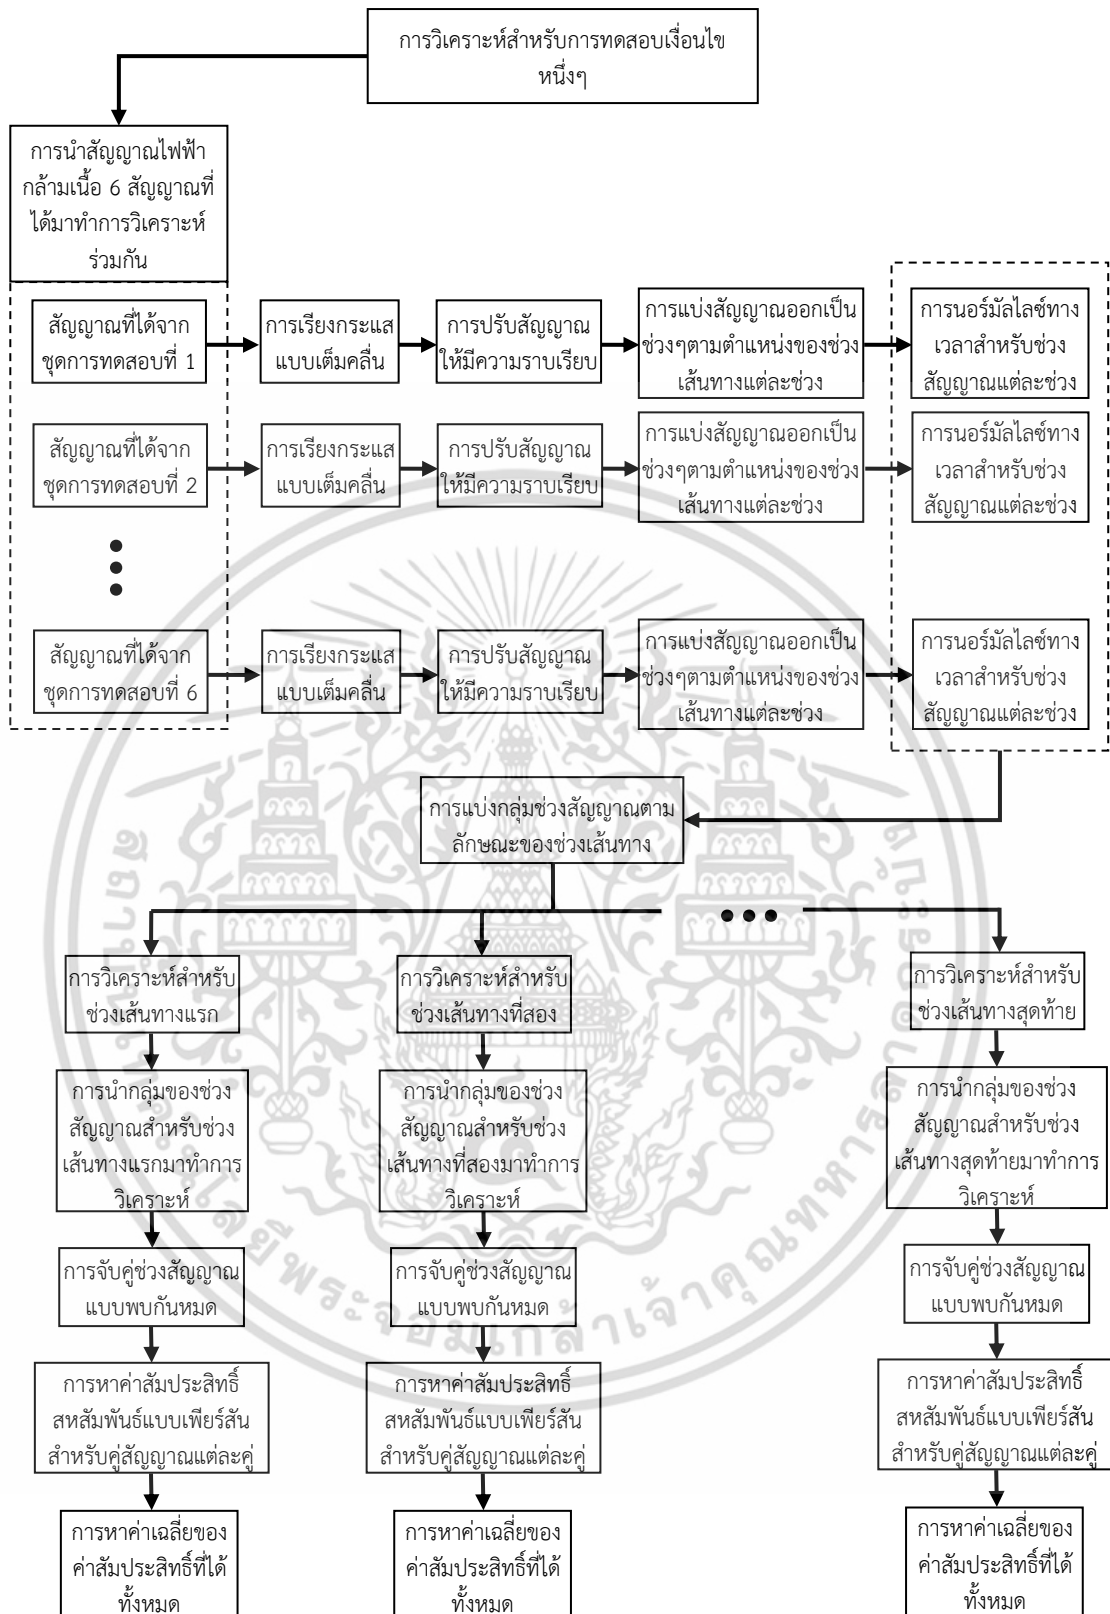 การวิเคราะห์สำหรับการทดสอบเงื่อนไข
หนึ่งๆ
การนำสัญญาณไฟฟ้า
กล้ามเนื้อ 6 สัญญาณที่
ได้มาทำการวิเคราะห์
ร่วมกัน
สัญญาณที่ได้จาก
ชุดการทดสอบที่ 1
การเรียงกระแส
แบบเต็มคลื่น
การปรับสัญญาณ
ให้มีความราบเรียบ
การแบ่งสัญญาณออกเป็น
ช่วงๆตามตำแหน่งของช่วง
เส้นทางแต่ละช่วง
การนอร์มัลไลซ์ทาง
เวลาสำหรับช่วง
สัญญาณแต่ละช่วง
สัญญาณที่ได้จาก
ชุดการทดสอบที่ 2
การเรียงกระแส
แบบเต็มคลื่น
การปรับสัญญาณ
ให้มีความราบเรียบ
การแบ่งสัญญาณออกเป็น
ช่วงๆตามตำแหน่งของช่วง
เส้นทางแต่ละช่วง
การนอร์มัลไลซ์ทาง
เวลาสำหรับช่วง
สัญญาณแต่ละช่วง
สัญญาณที่ได้จาก
ชุดการทดสอบที่ 6
การเรียงกระแส
แบบเต็มคลื่น
การปรับสัญญาณ
ให้มีความราบเรียบ
การแบ่งสัญญาณออกเป็น
ช่วงๆตามตำแหน่งของช่วง
เส้นทางแต่ละช่วง
การนอร์มัลไลซ์ทาง
เวลาสำหรับช่วง
สัญญาณแต่ละช่วง
การแบ่งกลุ่มช่วงสัญญาณตาม
ลักษณะของช่วงเส้นทาง
การวิเคราะห์สำหรับ
ช่วงเส้นทางแรก
การนำกลุ่มของช่วง
สัญญาณสำหรับช่วง
เส้นทางแรกมาทำการ
วิเคราะห์
การจับคู่ช่วงสัญญาณ
แบบพบกันหมด
การหาค่าสัมประสิทธิ์
สหสัมพันธ์แบบเพียร์สัน
สำหรับคู่สัญญาณแต่ละคู่
การหาค่าเฉลี่ยของ
ค่าสัมประสิทธิ์ที่ได้
ทั้งหมด
การวิเคราะห์สำหรับ
ช่วงเส้นทางที่สอง
การนำกลุ่มของช่วง
สัญญาณสำหรับช่วง
เส้นทางที่สองมาทำการ
วิเคราะห์
การจับคู่ช่วงสัญญาณ
แบบพบกันหมด
การหาค่าสัมประสิทธิ์
สหสัมพันธ์แบบเพียร์สัน
สำหรับคู่สัญญาณแต่ละคู่
การหาค่าเฉลี่ยของ
ค่าสัมประสิทธิ์ที่ได้
ทั้งหมด
การวิเคราะห์สำหรับ
ช่วงเส้นทางสุดท้าย
การนำกลุ่มของช่วง
สัญญาณสำหรับช่วง
เส้นทางสุดท้ายมาทำการ
วิเคราะห์
การจับคู่ช่วงสัญญาณ
แบบพบกันหมด
การหาค่าสัมประสิทธิ์
สหสัมพันธ์แบบเพียร์สัน
สำหรับคู่สัญญาณแต่ละคู่
การหาค่าเฉลี่ยของ
ค่าสัมประสิทธิ์ที่ได้
ทั้งหมด
พระจอมเกล้าเจ้าคุณทหารลาดกระบัง